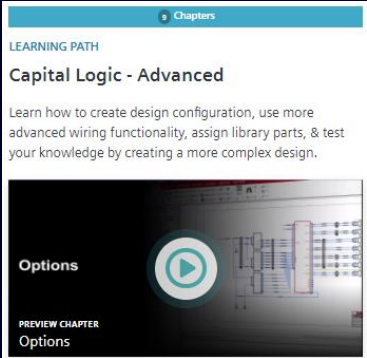 9 Chapters
LEARNING PATH
Capital Logic - Advanced
Learn how to create design configuration, use more
advanced wiring functionality, assign library parts, & test
your knowledge by creating a more complex design.
Options
PREVIEW CHAPTER
Options